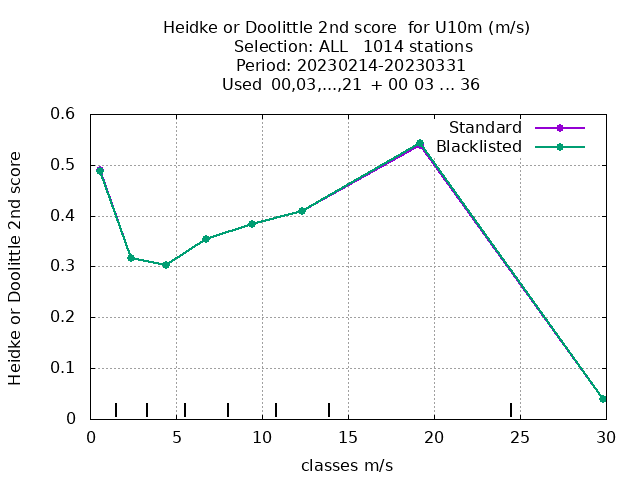 Heidke or Doolittle 2nd score  for U10m (m/s)
Selection: ALL   1014 stations
Period: 20230214-20230331
Used  00,03,...,21  + 00 03 ... 36
Standard
Blacklisted
Heidke or Doolittle 2nd score
0.6
0.5
0.4
0.3
0.2
0.1
0
0 5 10 15 20 25 30
classes m/s